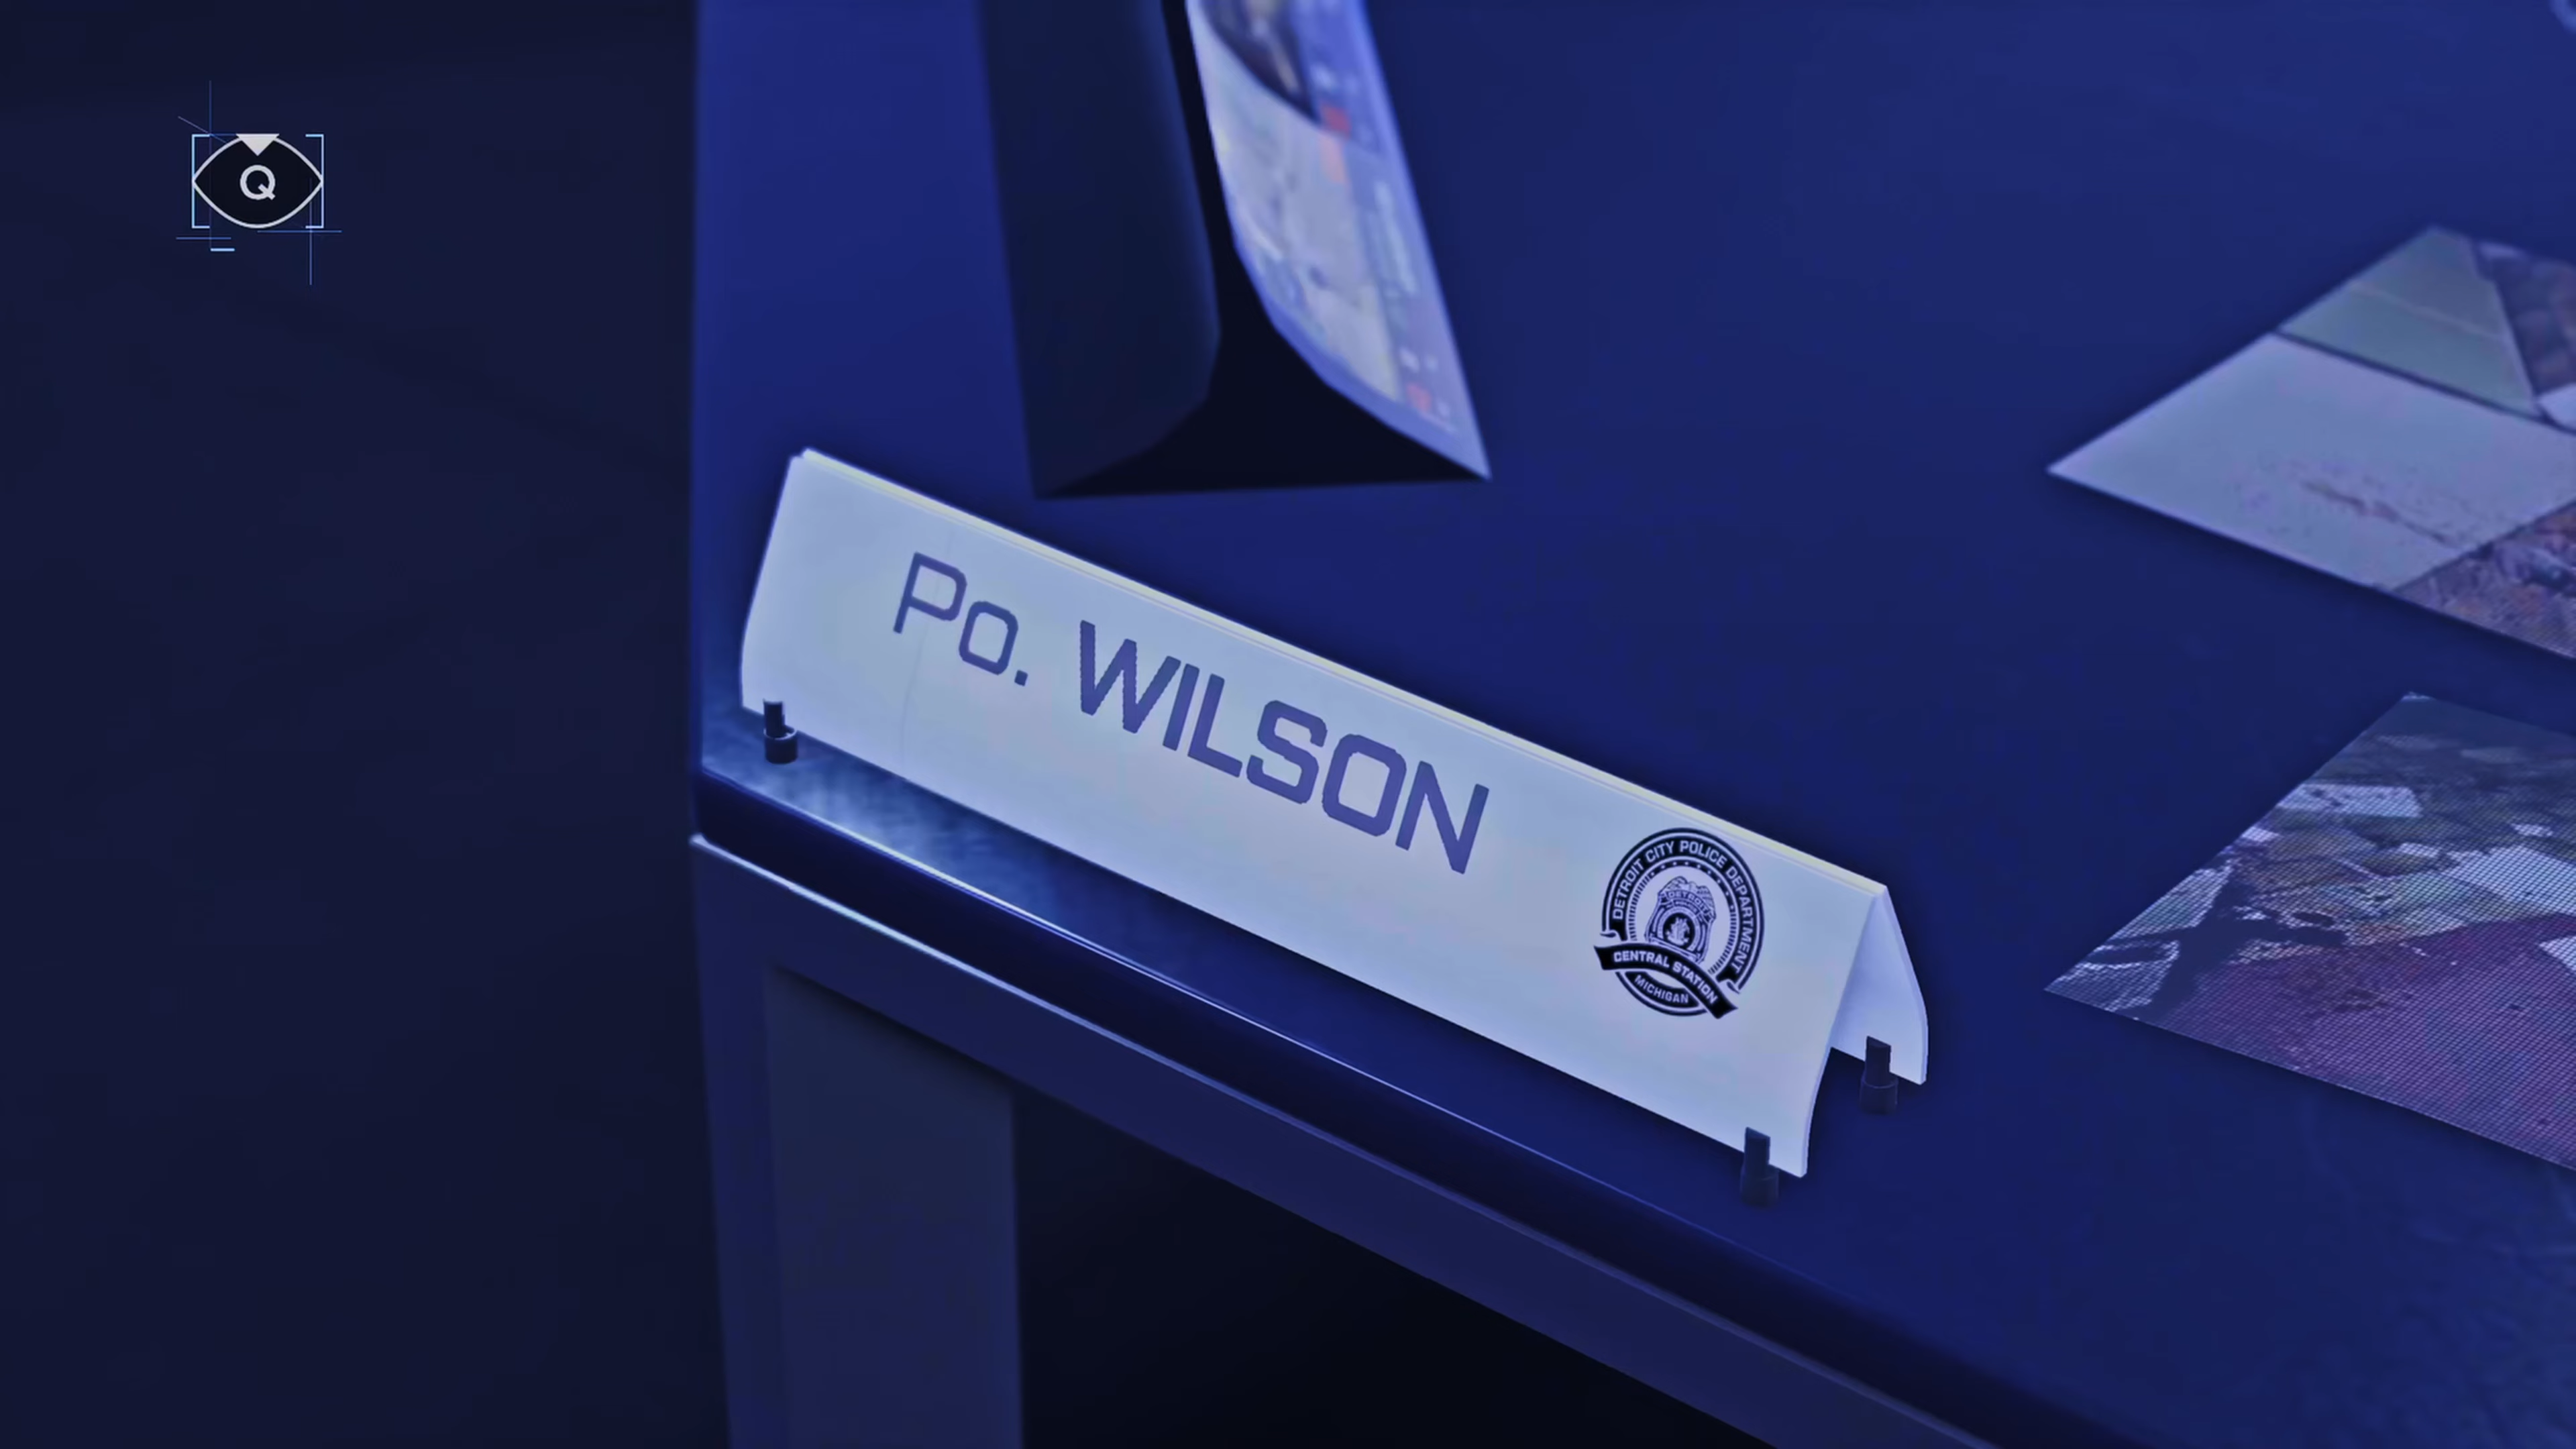 Q
Po. WILSON
DETROIT CITY POLICE DEPARTMENT
DETROIT
CENTRAL STATION
MICHIGAN